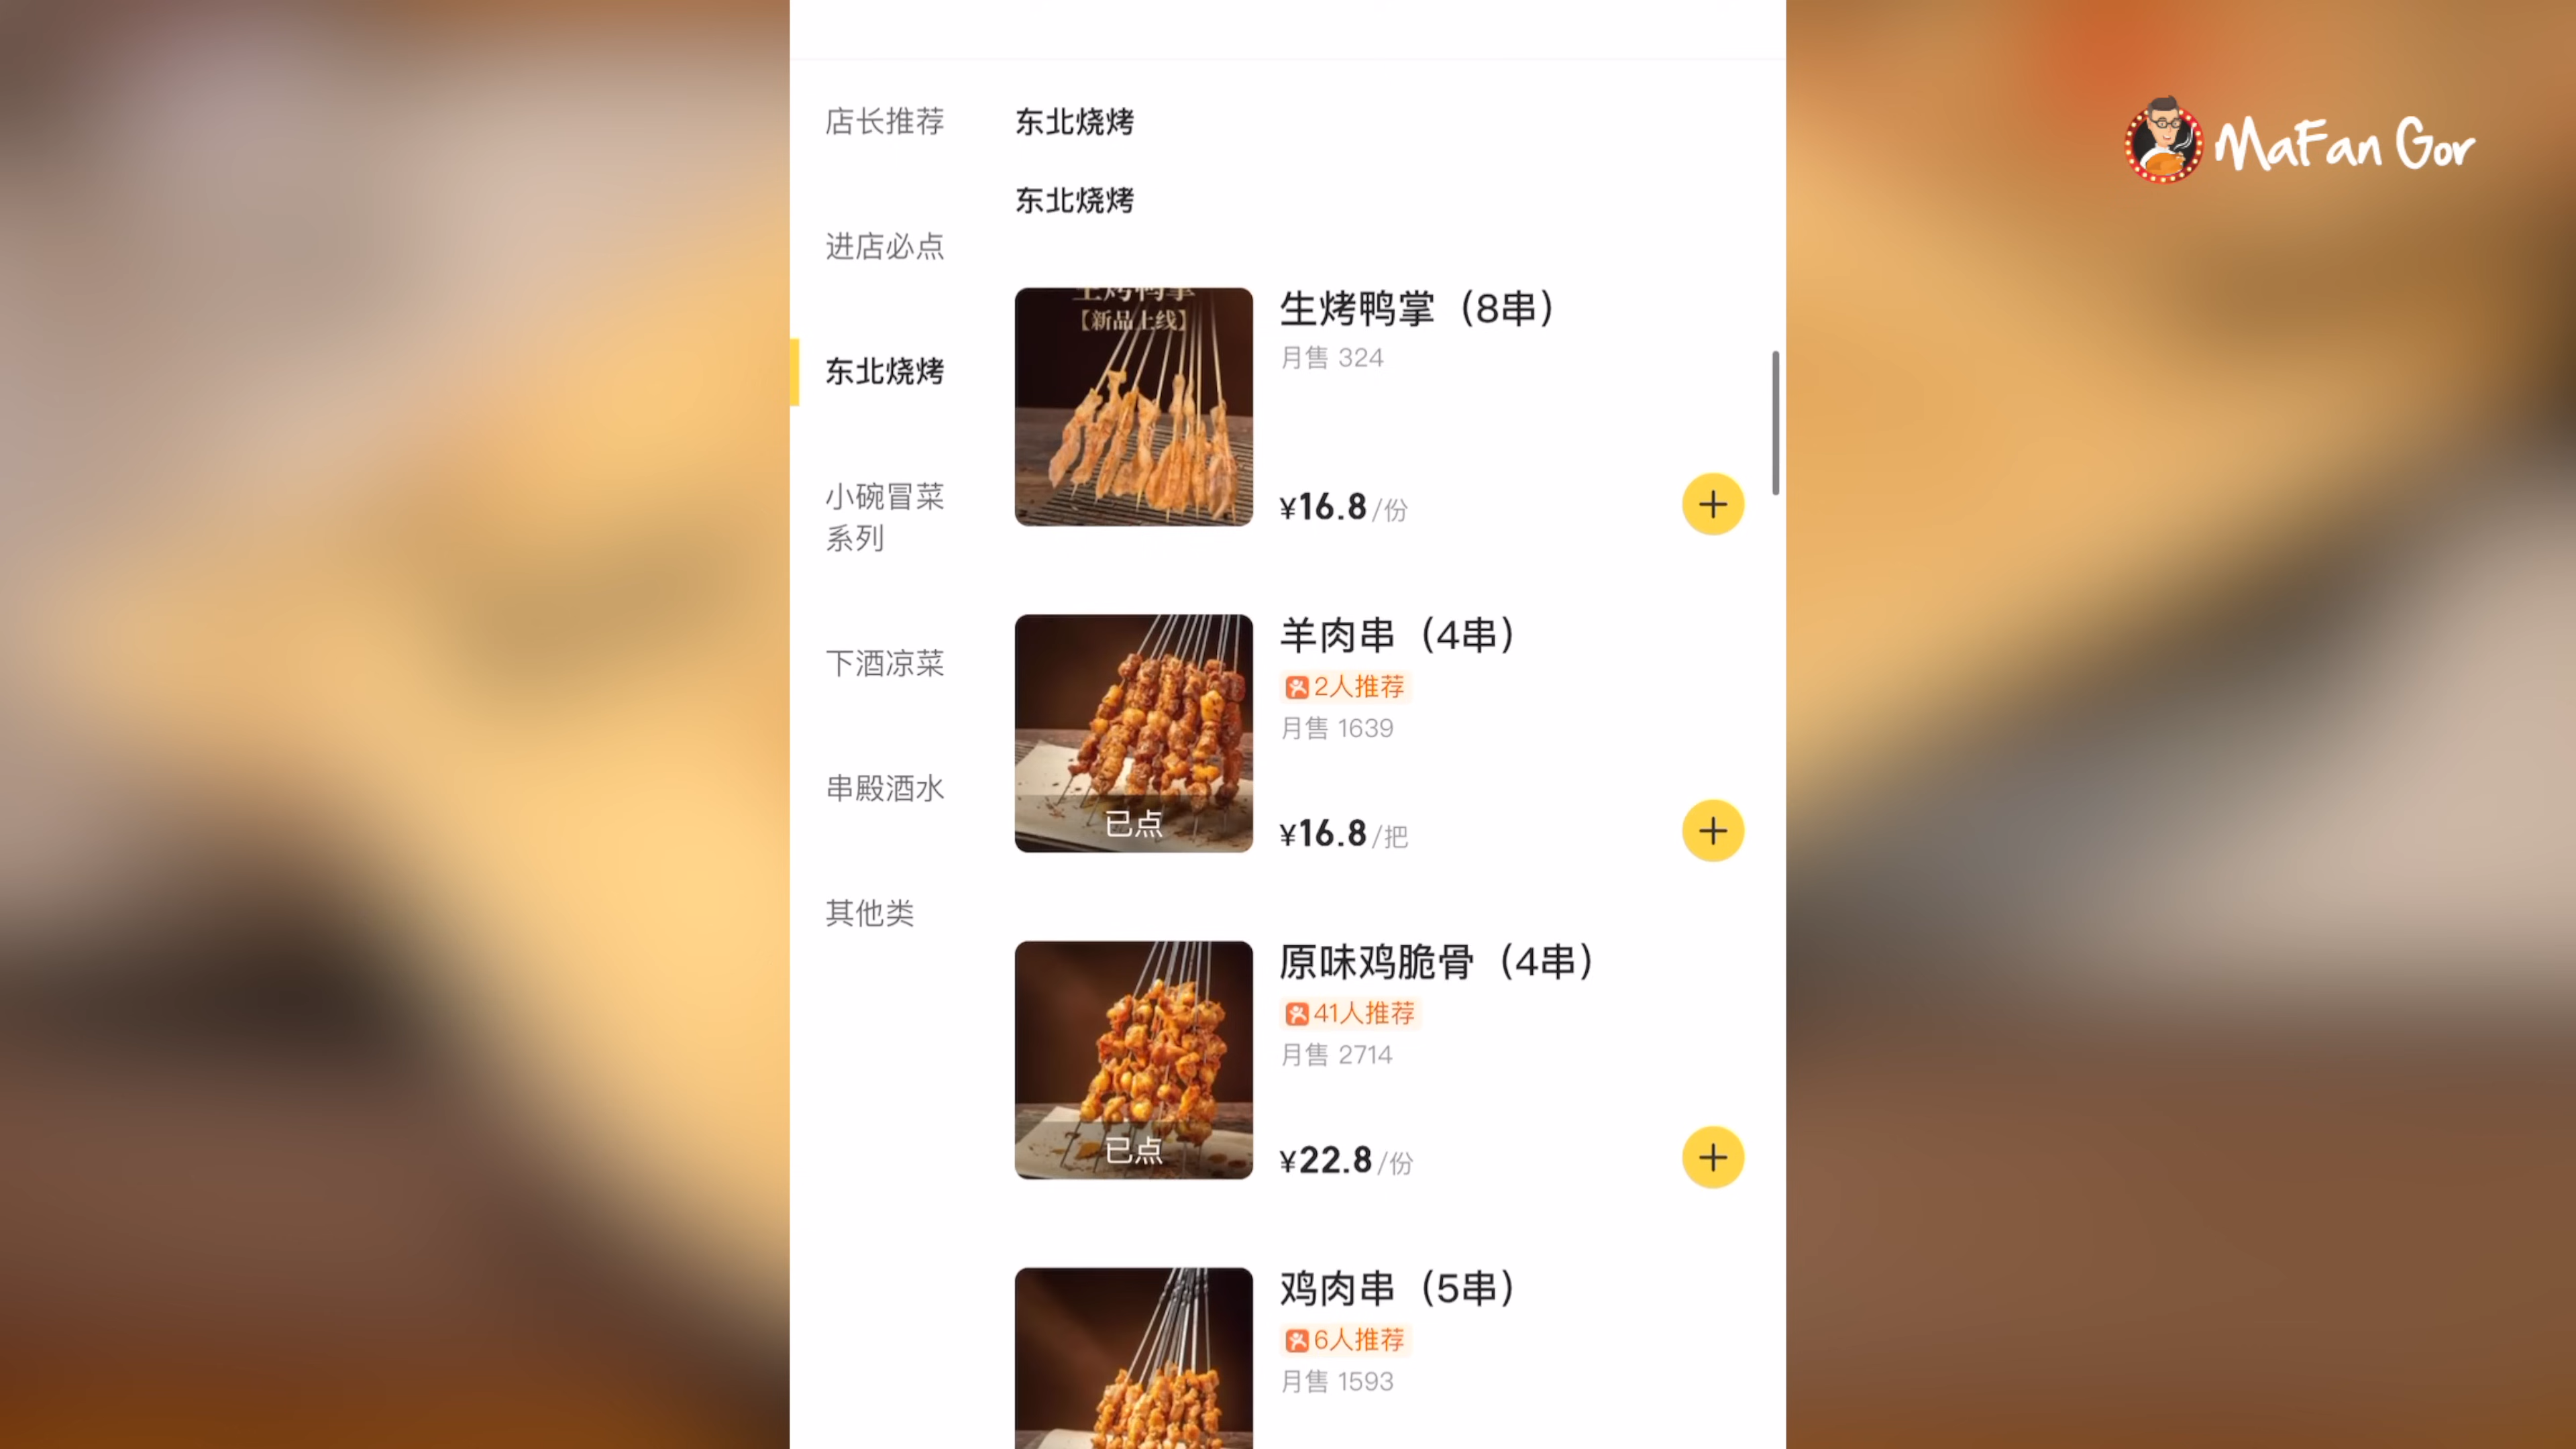 MaFan Gor
店长推荐
进店必点
东北烧烤
小碗冒菜
系列
下酒凉菜
串殿酒水
其他类
东北烧烤
东北烧烤
生烤鸭掌
【新品上线】
生烤鸭掌（8串）
月售 324
¥16.8/份
羊肉串（4串）
2人推荐
月售 1639
已点
¥16.8/把
原味鸡脆骨（4串）
41人推荐
月售 2714
已点
¥22.8/份
鸡肉串（5串）
6人推荐
月售 1593